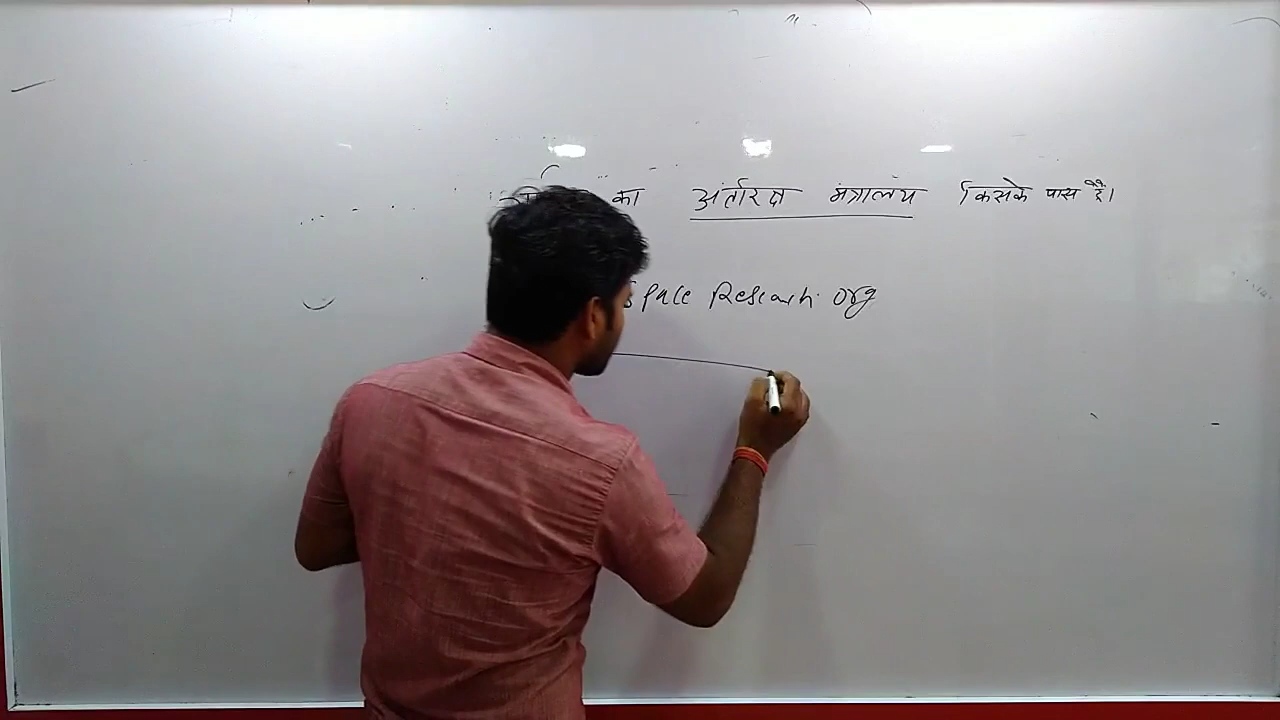 का अंतरिक्ष मंत्रालय किसके पास है।
Space Research Org